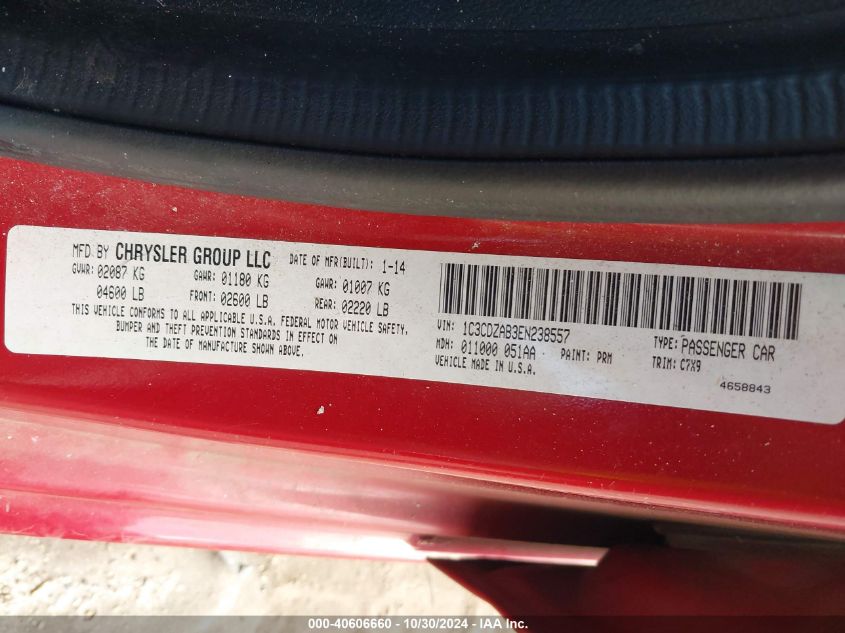 MFD BY CHRYSLER GROUP LLC DATE OF MFR(BUILT): 1-14
GVWR: 02087 KG GAWR: 01180 KG GAWR: 01007 KG
04600 LB FRONT: 02600 LB REAR: 02220 LB
THIS VEHICLE CONFORMS TO ALL APPLICABLE U.S.A. FEDERAL MOTOR VEHICLE SAFETY,
BUMPER AND THEFT PREVENTION STANDARDS IN EFFECT ON
THE DATE OF MANUFACTURE SHOWN ABOVE.
VIN: 1C3CDZAB3EN238557 TYPE: PASSENGER CAR
MDH: 011000 051AA PAINT: PRM TRIM: C7X9
VEHICLE MADE IN U.S.A.
4658843
000-40606660 - 10/30/2024 - IAA Inc.